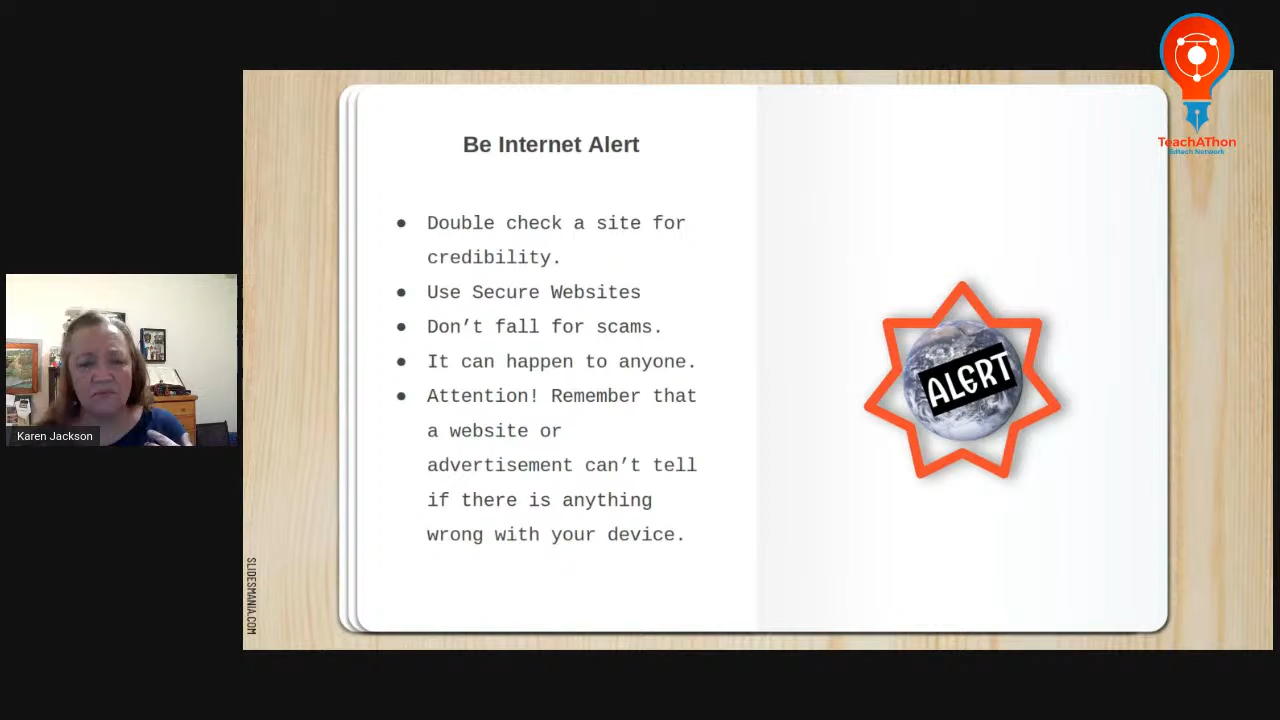 TeachAThon
Edtech Network
Be Internet Alert
● Double check a site for
credibility.
● Use Secure Websites
● Don’t fall for scams.
● It can happen to anyone.
● Attention! Remember that
a website or
advertisement can’t tell
if there is anything
wrong with your device.
ALERT
Karen Jackson
SLIDESMANIA.COM